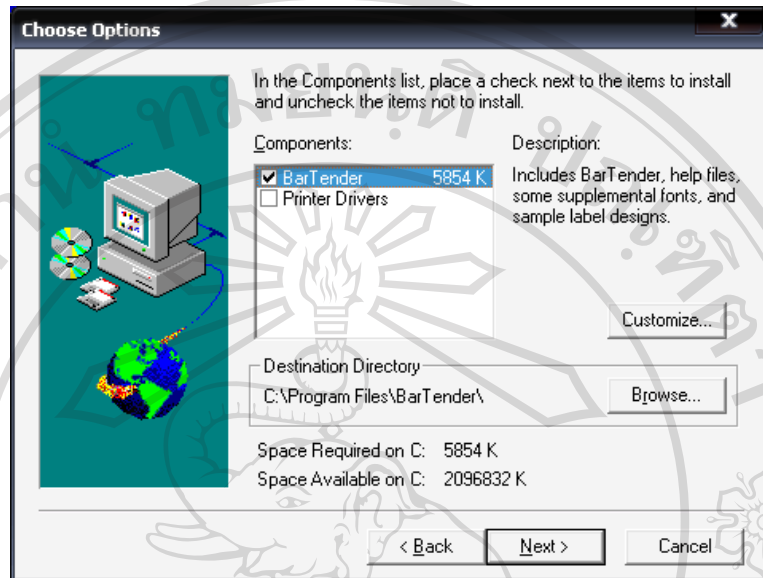 Choose Options
In the Components list, place a check next to the items to install
and uncheck the items not to install.
Components:
BarTender 5854 K
Printer Drivers
Description:
Includes BarTender, help files,
some supplemental fonts, and
sample label designs.
Customize...
Destination Directory
C:\Program Files\BarTender\
Browse...
Space Required on C: 5854 K
Space Available on C: 2096832 K
< Back
Next >
Cancel